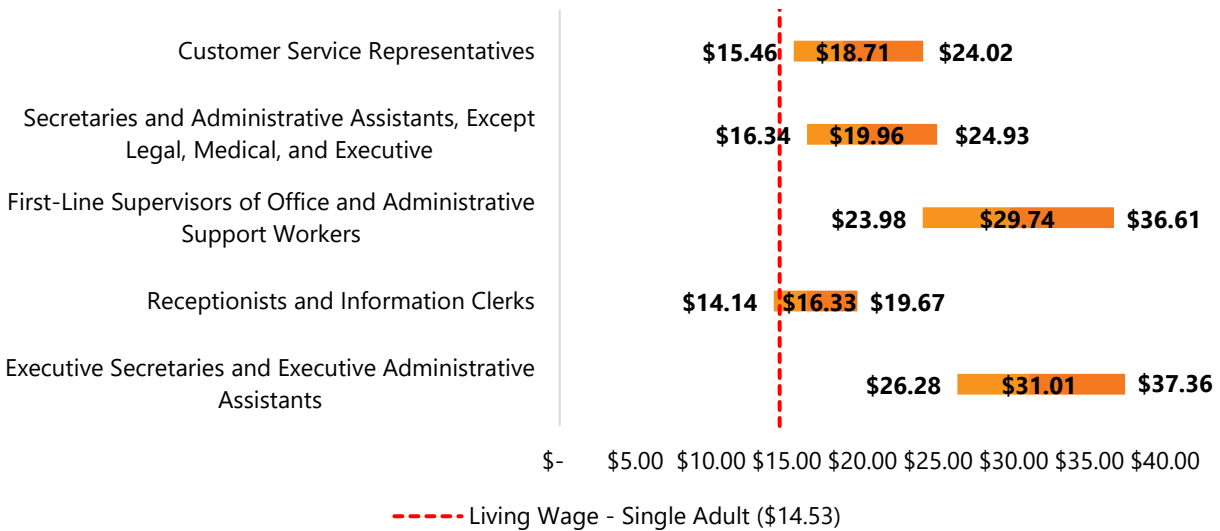 Customer Service Representatives
$15.46 $18.71 $24.02
Secretaries and Administrative Assistants, Except
Legal, Medical, and Executive
$16.34 $19.96 $24.93
First-Line Supervisors of Office and Administrative
Support Workers
$23.98 $29.74 $36.61
Receptionists and Information Clerks
$14.14 $16.33 $19.67
Executive Secretaries and Executive Administrative
Assistants
$26.28 $31.01 $37.36
$- $5.00 $10.00 $15.00 $20.00 $25.00 $30.00 $35.00 $40.00
Living Wage - Single Adult ($14.53)